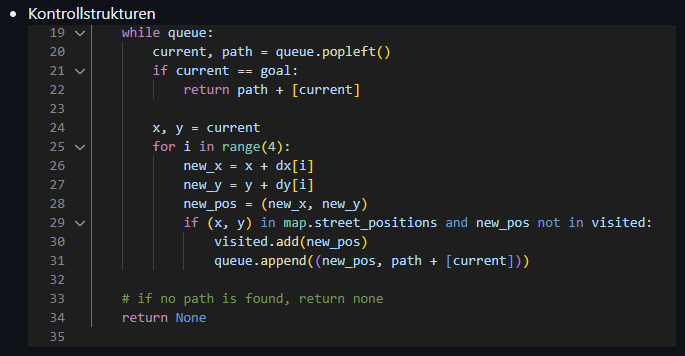 Kontrollstrukturen
19 while queue:
20 current, path = queue.popleft()
21 if current == goal:
22 return path + [current]
23
24 x, y = current
25 for i in range(4):
26 new_x = x + dx[i]
27 new_y = y + dy[i]
28 new_pos = (new_x, new_y)
29 if (x, y) in map.street_positions and new_pos not in visited:
30 visited.add(new_pos)
31 queue.append((new_pos, path + [current]))
32
33 # if no path is found, return none
34 return None
35